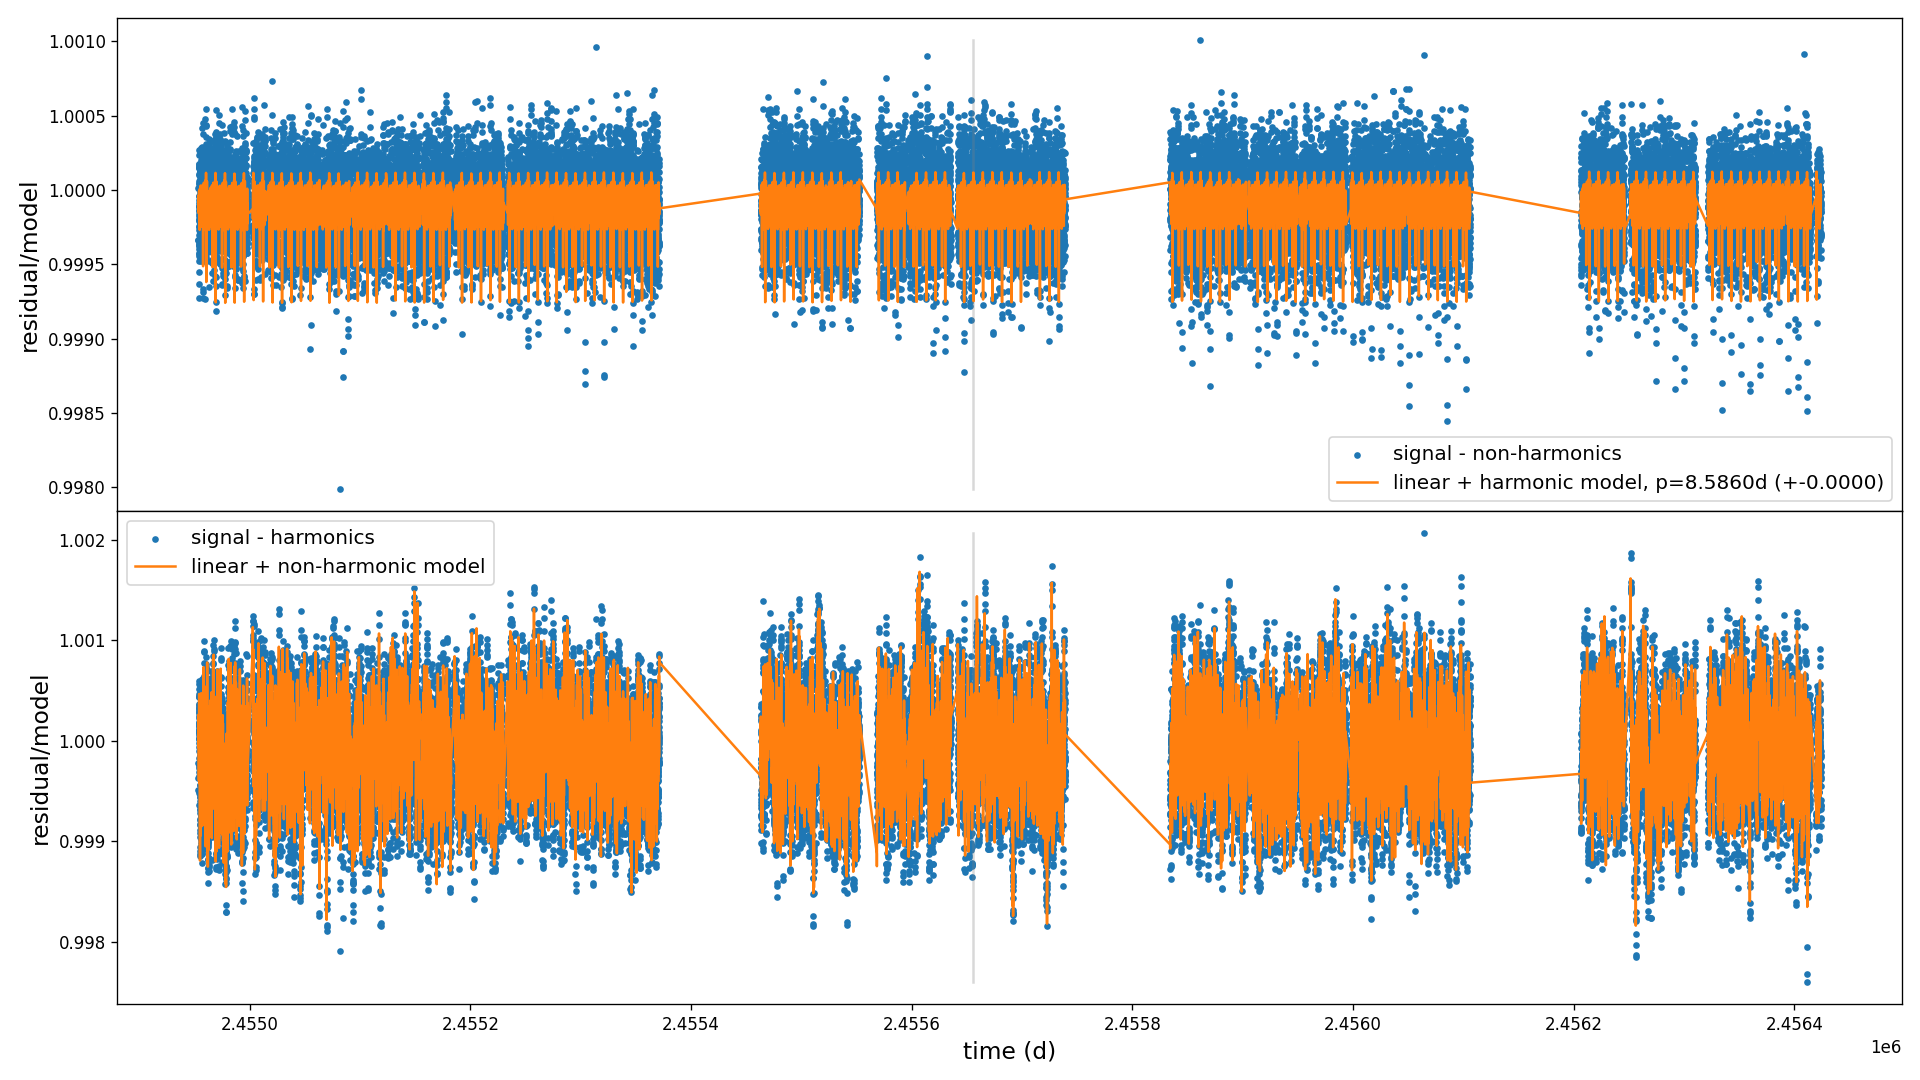 1.0010
1.0005
1.0000
0.9995
0.9990
0.9985
0.9980
residual/model
signal - non-harmonics
linear + harmonic model, p=8.5860d (+-0.0000)
signal - harmonics
linear + non-harmonic model
1.002
1.001
1.000
0.999
0.998
residual/model
2.4550 2.4552 2.4554 2.4556 2.4558 2.4560 2.4562 2.4564
time (d)
1e6